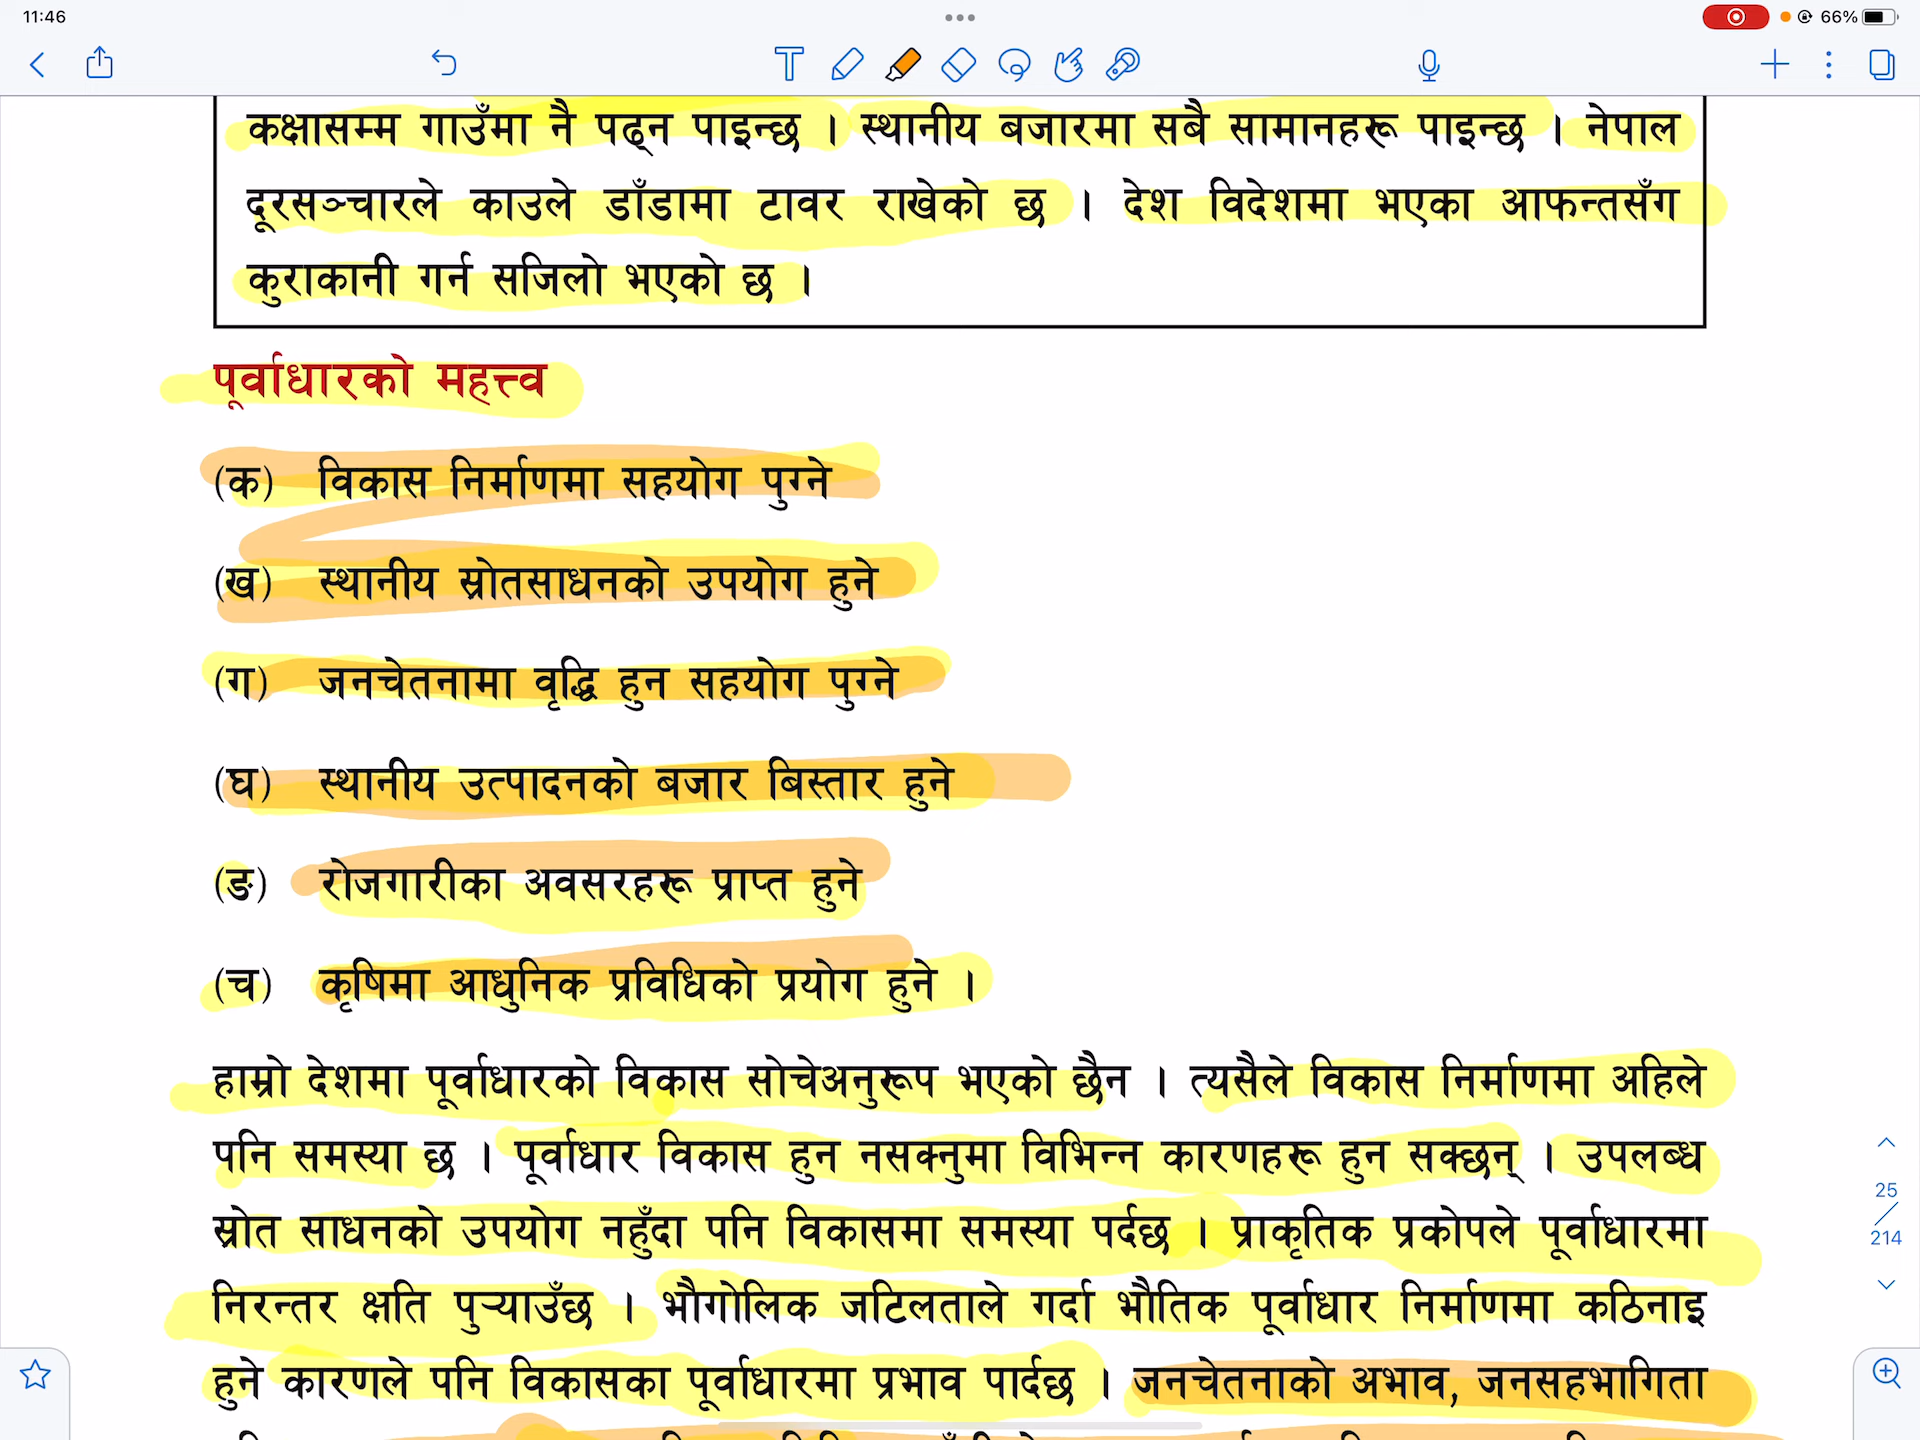 11:46
66%
कक्षासम्म गाउँमा नै पढ्न पाइन्छ । स्थानीय बजारमा सबै सामानहरू पाइन्छ । नेपाल
दूरसञ्चारले काउले डाँडामा टावर राखेको छ । देश विदेशमा भएका आफन्तसँग
कुराकानी गर्न सजिलो भएको छ ।
पूर्वाधारको महत्त्व
(क) विकास निर्माणमा सहयोग पुग्ने
(ख) स्थानीय स्रोतसाधनको उपयोग हुने
(ग) जनचेतनामा वृद्धि हुन सहयोग पुग्ने
(घ) स्थानीय उत्पादनको बजार बिस्तार हुने
(ङ) रोजगारीका अवसरहरू प्राप्त हुने
(च) कृषिमा आधुनिक प्रविधिको प्रयोग हुने ।
हाम्रो देशमा पूर्वाधारको विकास सोचेअनुरूप भएको छैन । त्यसैले विकास निर्माणमा अहिले
पनि समस्या छ । पूर्वाधार विकास हुन नसक्नुमा विभिन्न कारणहरू हुन सक्छन् । उपलब्ध
स्रोत साधनको उपयोग नहुँदा पनि विकासमा समस्या पर्दछ । प्राकृतिक प्रकोपले पूर्वाधारमा
निरन्तर क्षति पुऱ्याउँछ । भौगोलिक जटिलताले गर्दा भौतिक पूर्वाधार निर्माणमा कठिनाइ
हुने कारणले पनि विकासका पूर्वाधारमा प्रभाव पार्दछ । जनचेतनाको अभाव, जनसहभागिता
25
214